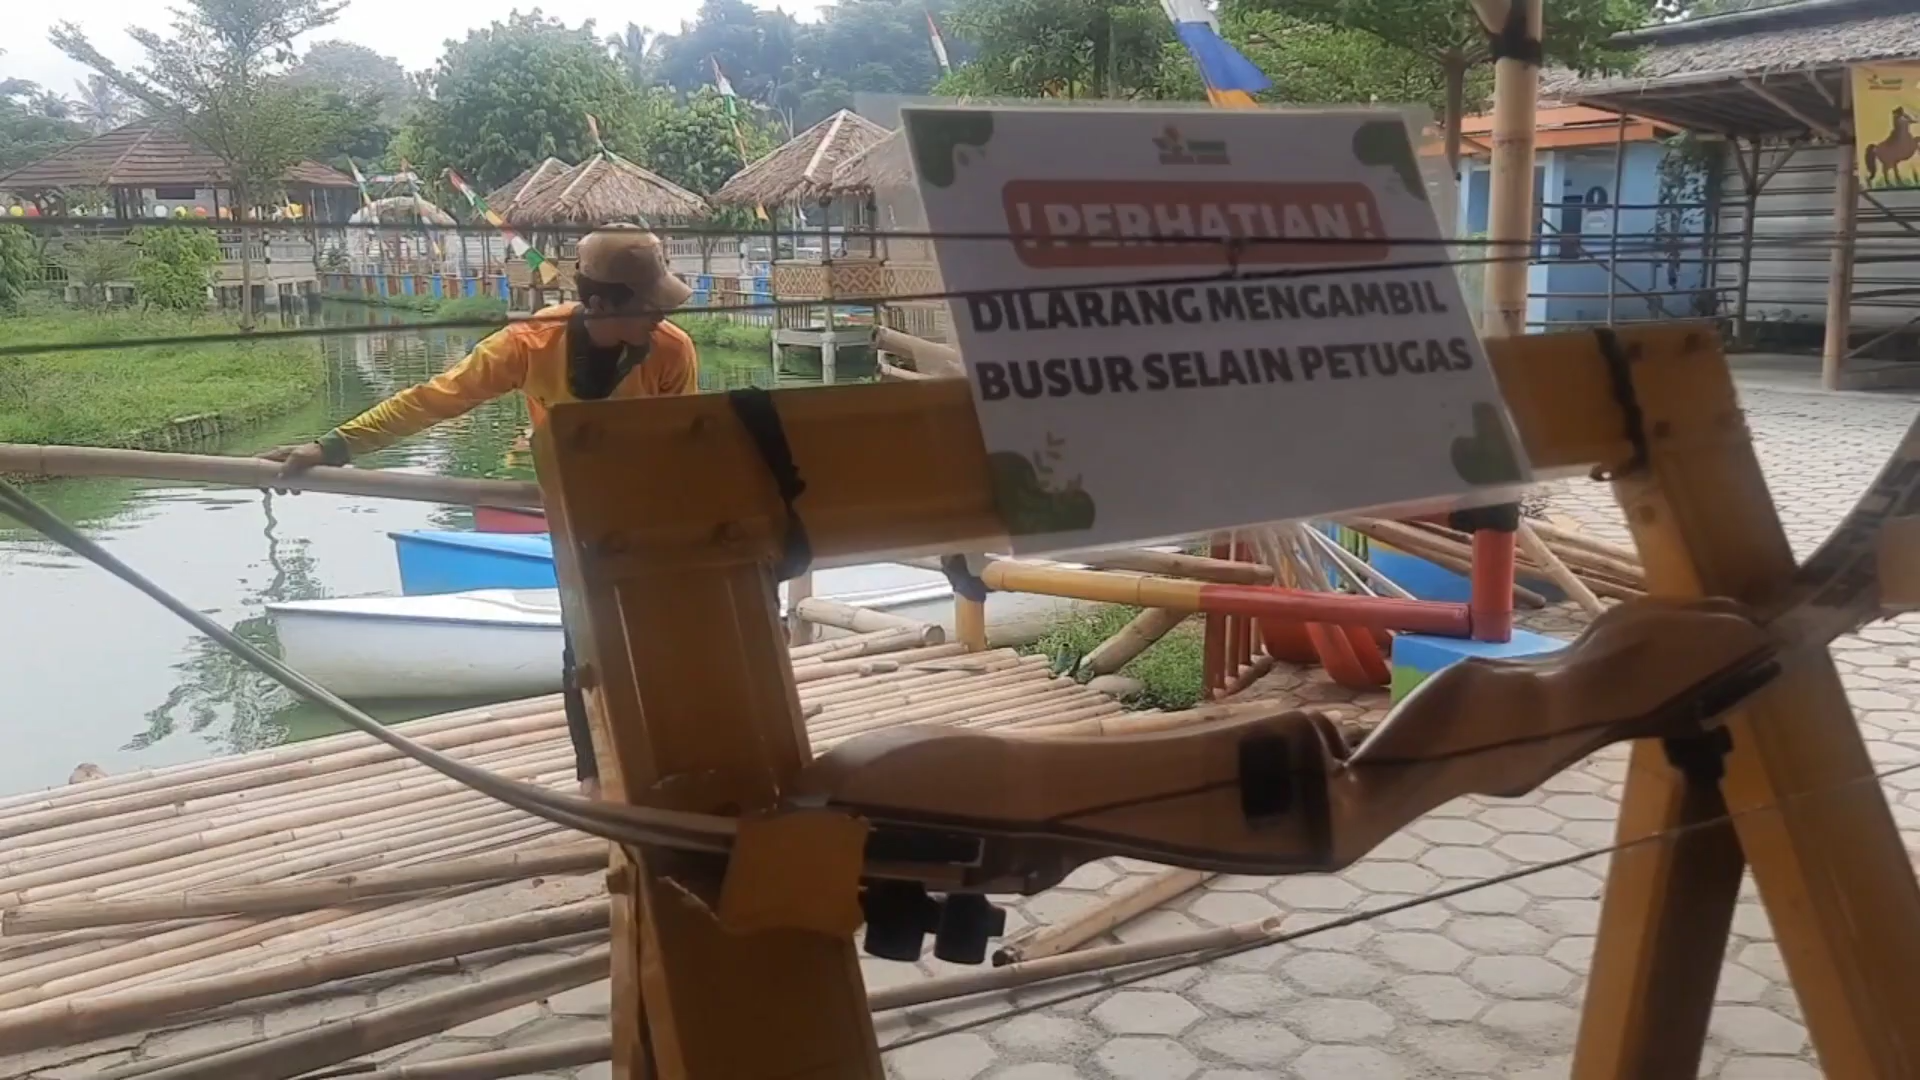 ! PERHATIAN !
DILARANG MENGAMBIL
BUSUR SELAIN PETUGAS